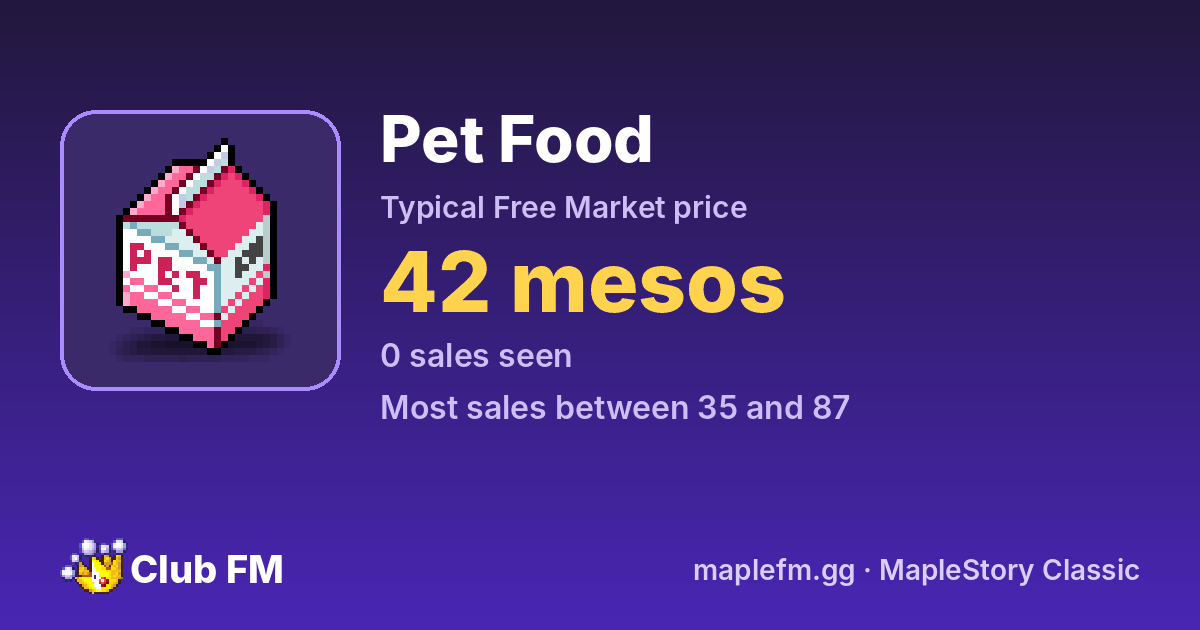 Pet Food
Typical Free Market price
42 mesos
0 sales seen
Most sales between 35 and 87
PET
Club FM
maplefm.gg · MapleStory Classic